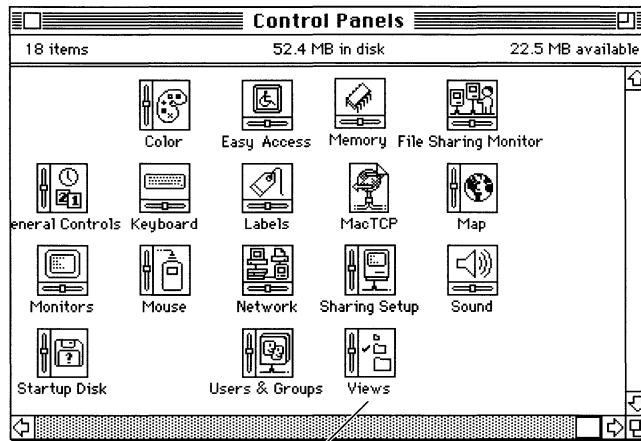 Control Panels
18 items 52.4 MB in disk 22.5 MB available
Color Easy Access Memory File Sharing Monitor
eneral Controls Keyboard Labels MacTCP Map
Monitors Mouse Network Sharing Setup Sound
Startup Disk Users & Groups Views